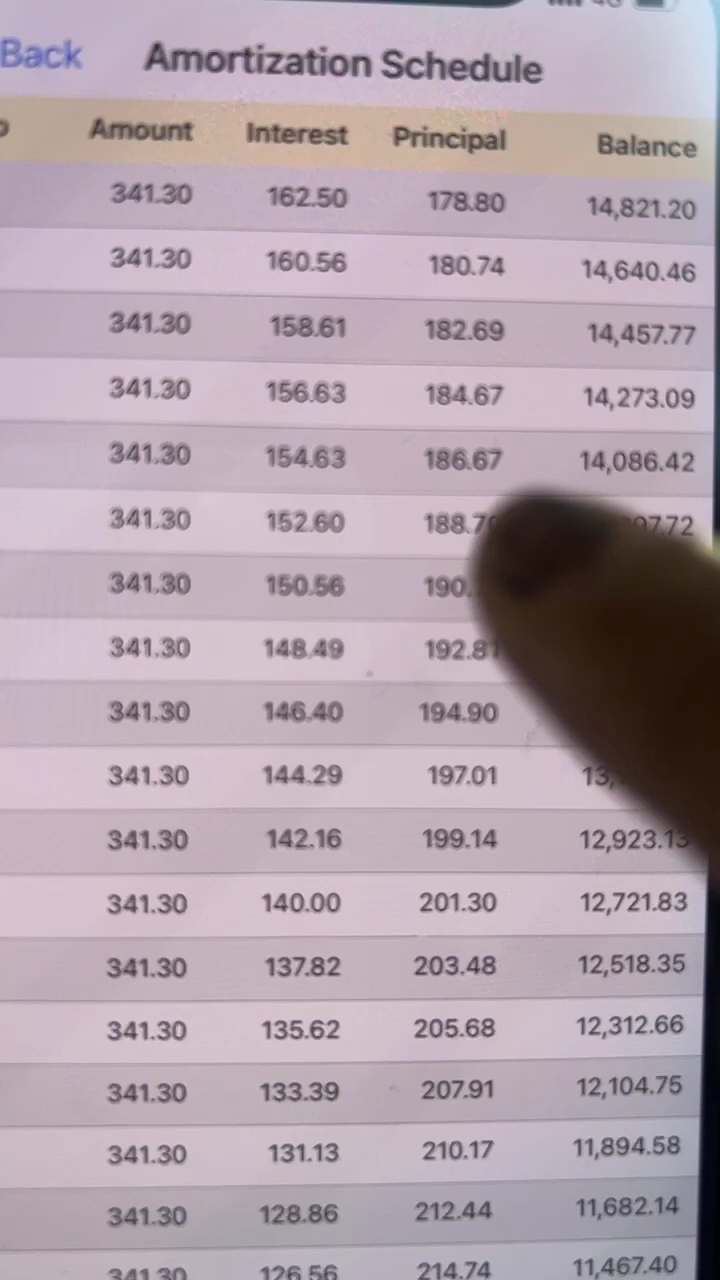 Back Amortization Schedule
Amount Interest Principal Balance
341.30 162.50 178.80 14,821.20
341.30 160.56 180.74 14,640.46
341.30 158.61 182.69 14,457.77
341.30 156.63 184.67 14,273.09
341.30 154.63 186.67 14,086.42
341.30 152.60
341.30 150.56
341.30 148.49 192.81
341.30 146.40 194.90
341.30 144.29 197.01
341.30 142.16 199.14 12,923.13
341.30 140.00 201.30 12,721.83
341.30 137.82 203.48 12,518.35
341.30 135.62 205.68 12,312.66
341.30 133.39 207.91 12,104.75
341.30 131.13 210.17 11,894.58
341.30 128.86 212.44 11,682.14
341.30 126.56 214.74 11,467.40